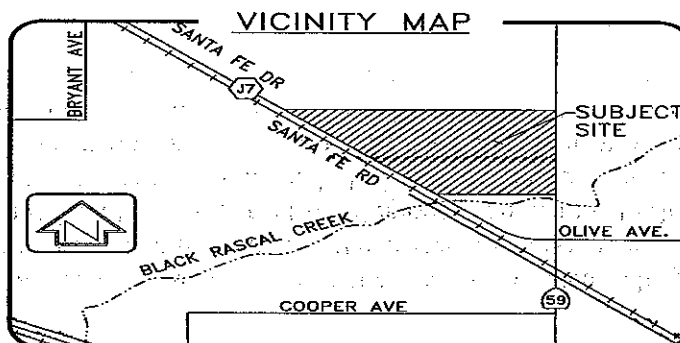 VICINITY MAP
BRYANT AVE
SANTA FE DR
J7
SANTA FE RD
SUBJECT
SITE
N
BLACK RASCAL CREEK
OLIVE AVE.
59
COOPER AVE